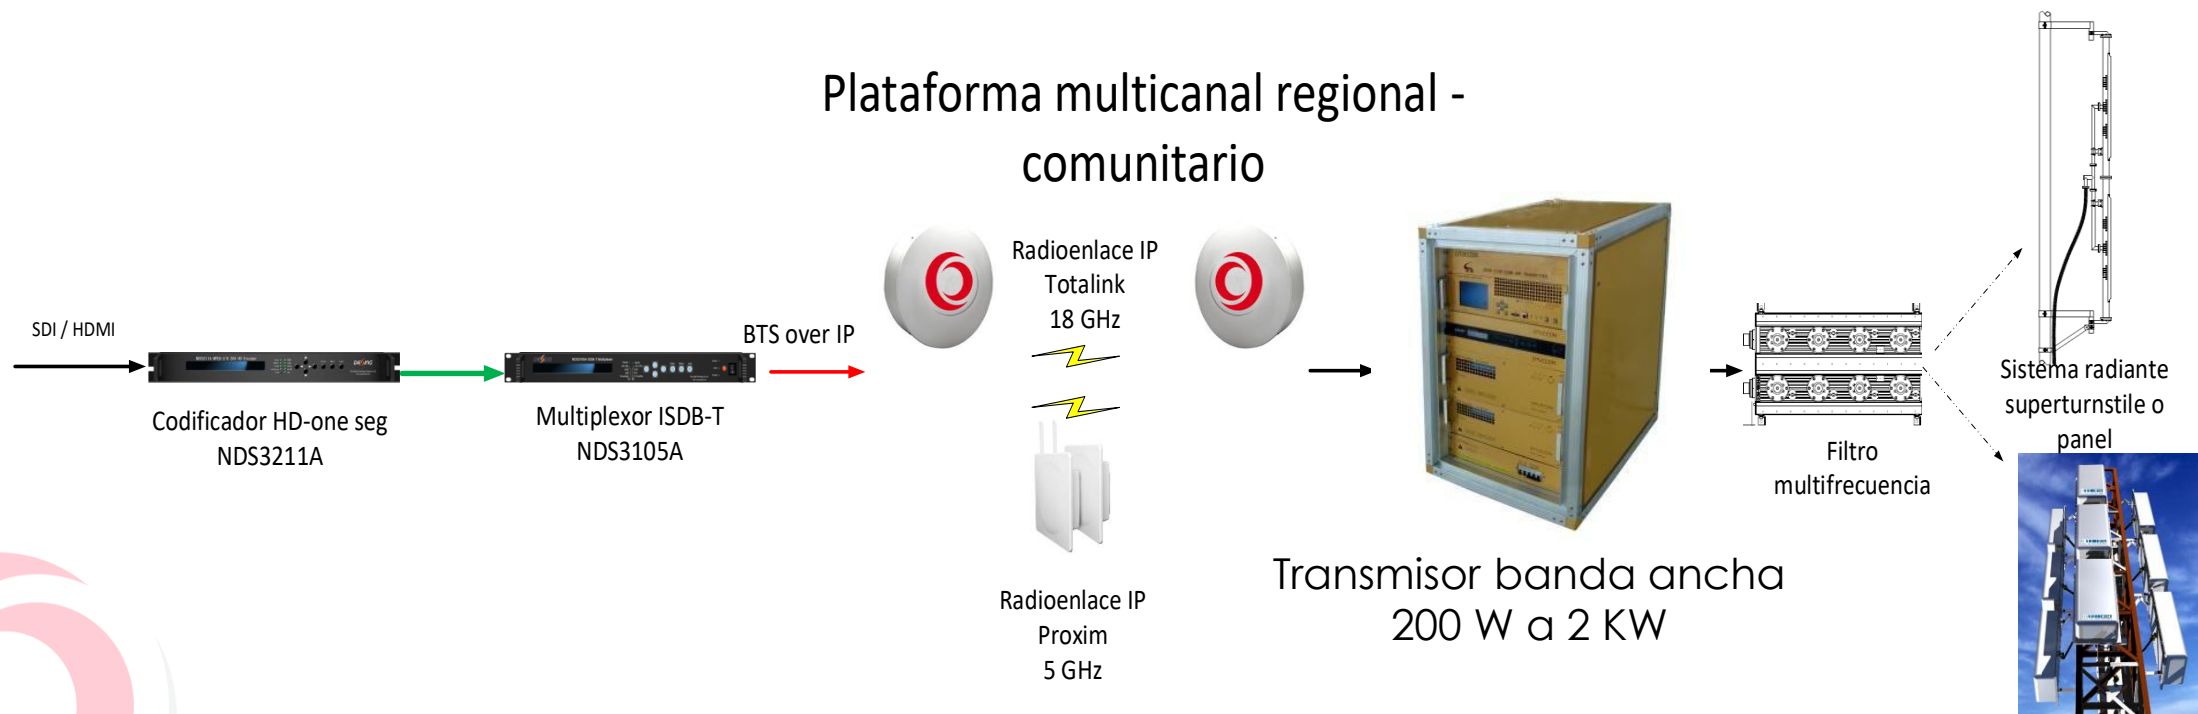 Plataforma multicanal regional -
comunitario
SDI / HDMI
Codificador HD-one seg
NDS3211A
Multiplexor ISDB-T
NDS3105A
BTS over IP
Radioenlace IP
Totalink
18 GHz
Radioenlace IP
Proxim
5 GHz
Transmisor banda ancha
200 W a 2 KW
Filtro
multifrecuencia
Sistema radiante
superturnstile o
panel